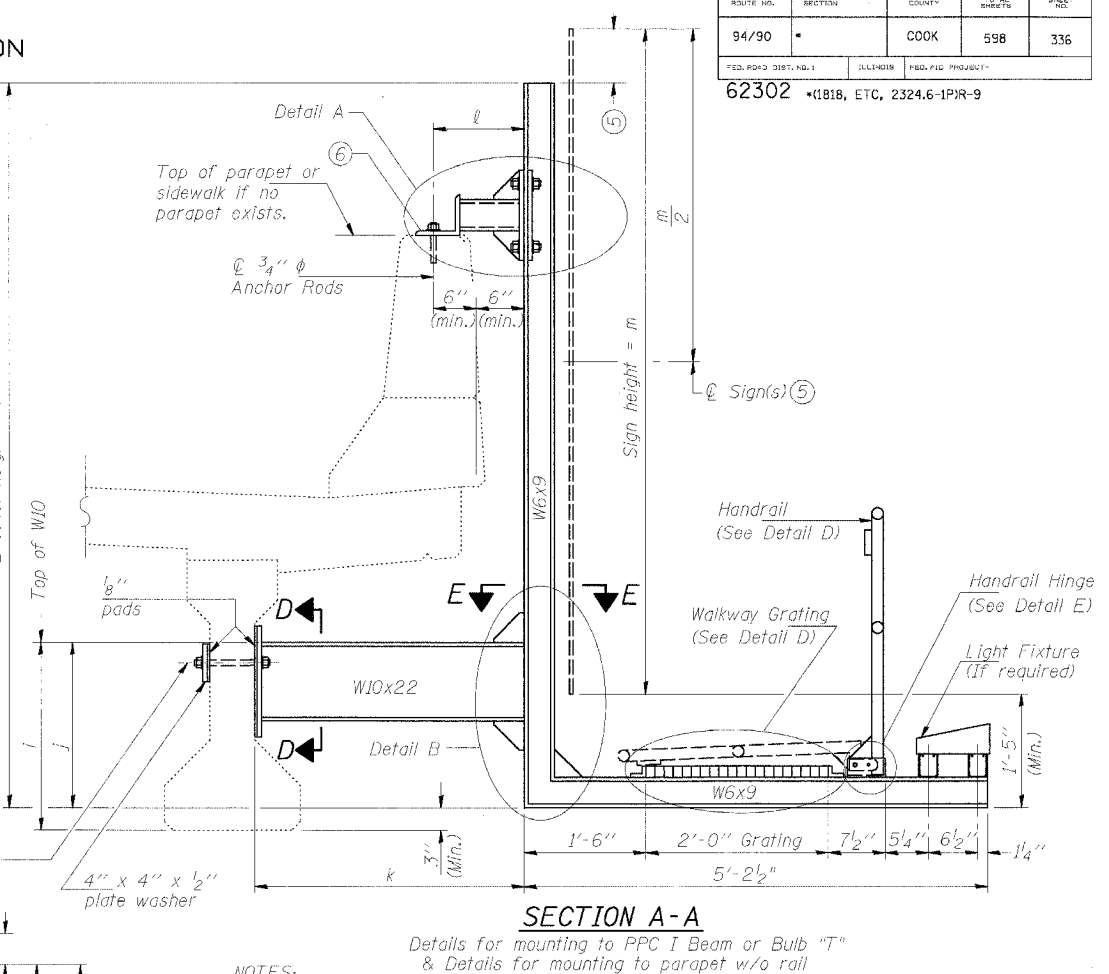 ROUTE NO. SECTION COUNTY SHEETS NO.
94/90 * COOK 598 336
FED. ROAD DIST. NO. 1 ILLINOIS FED. AID PROJECT-
62302 *(1818, ETC, 2324.6-1P)R-9
ON
Detail A
ℓ
6
5
Top of parapet or
sidewalk if no
parapet exists.
m/2
℄ 3/4'' φ
Anchor Rods
6'' 6''
(min.) (min.)
Sign height = m
℄ Sign(s) 5
W6x9
Top of W10
Handrail
(See Detail D)
1/8''
pads
D
E E
Handrail Hinge
(See Detail E)
Walkway Grating
(See Detail D)
Light Fixture
(If required)
W10x22
i
j
D
Detail B
1'-5''
(Min.)
W6x9
3''
(Min.)
1'-6'' 2'-0'' Grating 7 1/2'' 5 1/4'' 6 1/2'' 1 1/4''
k
5'-2 1/2''
4'' x 4'' x 1/2''
plate washer
SECTION A-A
Details for mounting to PPC I Beam or Bulb "T"
& Details for mounting to parapet w/o rail
NOTES: